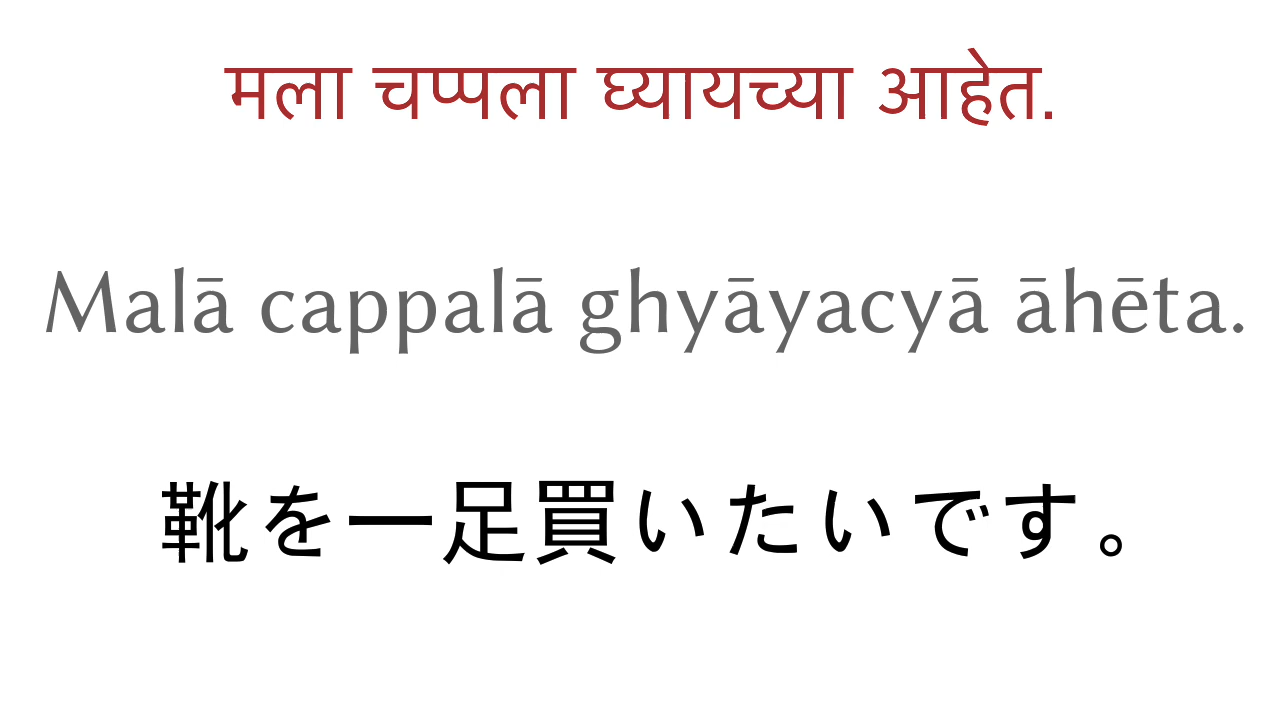 मला चप्पला घ्यायच्या आहेत.
Malā cappalā ghyāyacyā āhēta.
靴を一足買いたいです。